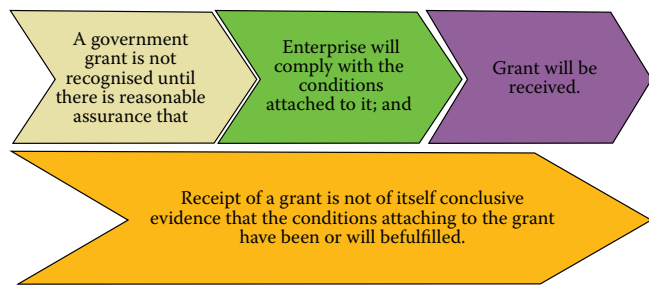 A government
grant is not
recognised until
there is reasonable
assurance that
Enterprise will
comply with the
conditions
attached to it; and
Grant will be
received.
Receipt of a grant is not of itself conclusive
evidence that the conditions attaching to the grant
have been or will befulfilled.